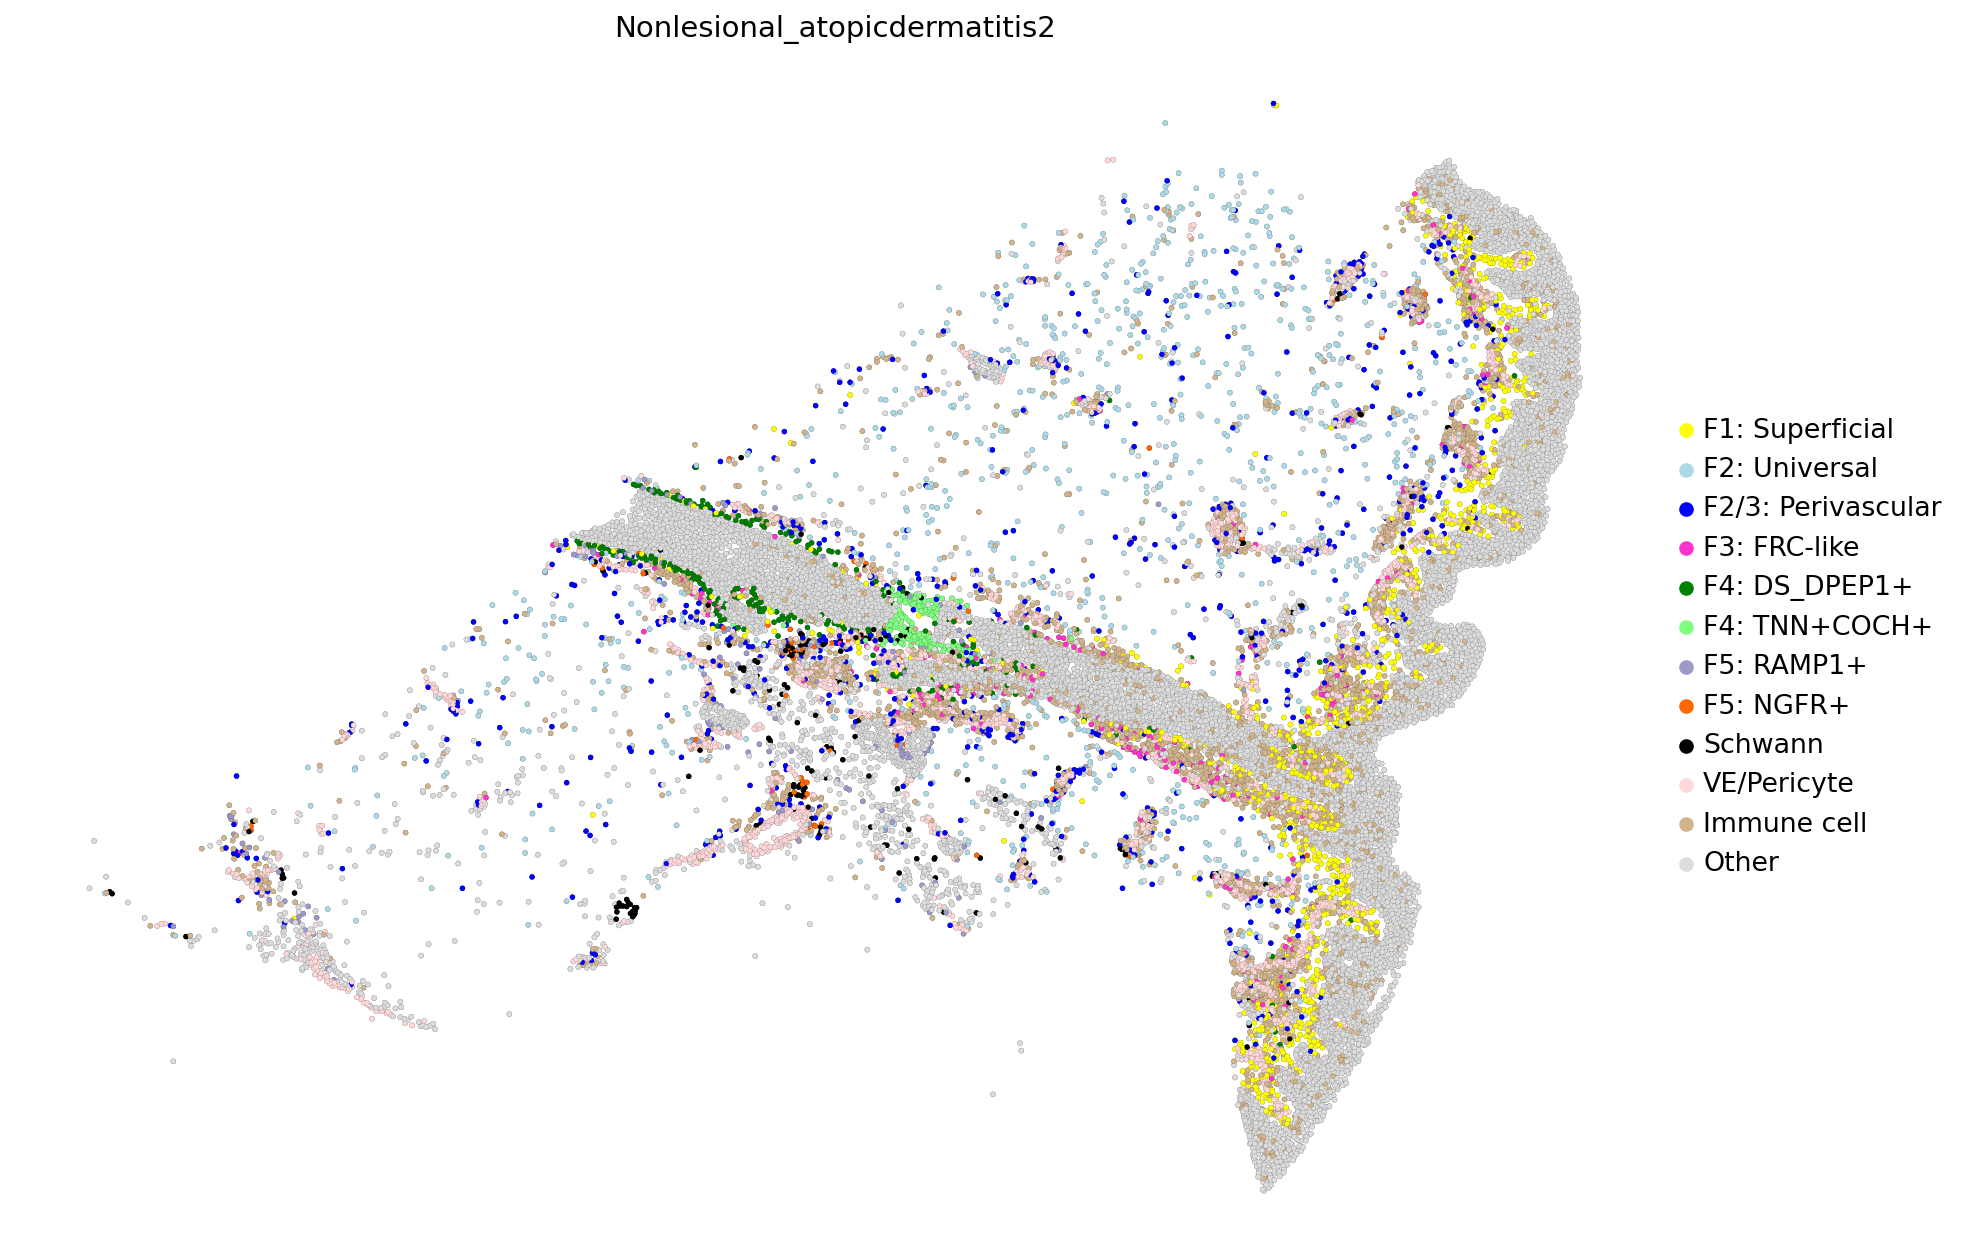 Nonlesional_atopicdermatitis2
F1: Superficial
F2: Universal
F2/3: Perivascular
F3: FRC-like
F4: DS_DPEP1+
F4: TNN+COCH+
F5: RAMP1+
F5: NGFR+
Schwann
VE/Pericyte
Immune cell
Other